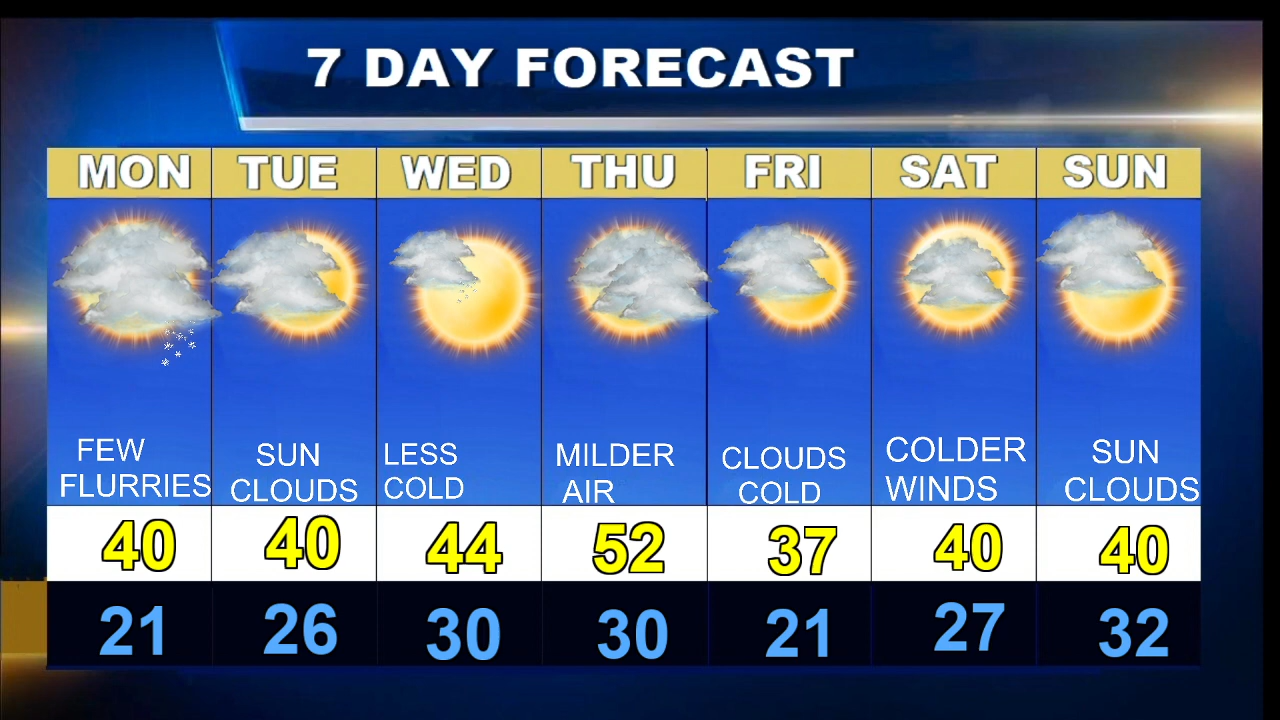 7 DAY FORECAST
MON TUE WED THU FRI SAT SUN
FEW
FLURRIES
SUN
CLOUDS
LESS
COLD
MILDER
AIR
CLOUDS
COLD
COLDER
WINDS
SUN
CLOUDS
40 40 44 52 37 40 40
21 26 30 30 21 27 32